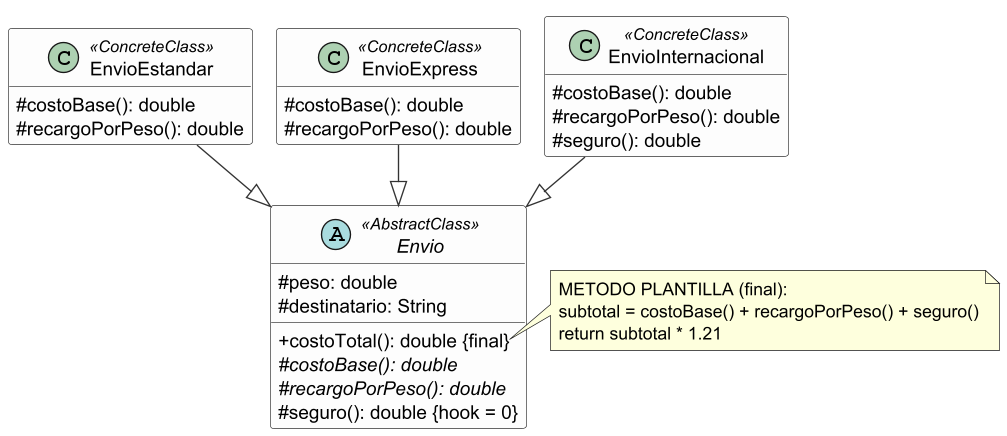 C
«ConcreteClass»
EnvioEstandar
#costoBase(): double
#recargoPorPeso(): double
C
«ConcreteClass»
EnvioExpress
#costoBase(): double
#recargoPorPeso(): double
C
«ConcreteClass»
EnvioInternacional
#costoBase(): double
#recargoPorPeso(): double
#seguro(): double
A
«AbstractClass»
Envio
#peso: double
#destinatario: String
+costoTotal(): double {final}
#costoBase(): double
#recargoPorPeso(): double
#seguro(): double {hook = 0}
METODO PLANTILLA (final):
subtotal = costoBase() + recargoPorPeso() + seguro()
return subtotal * 1.21